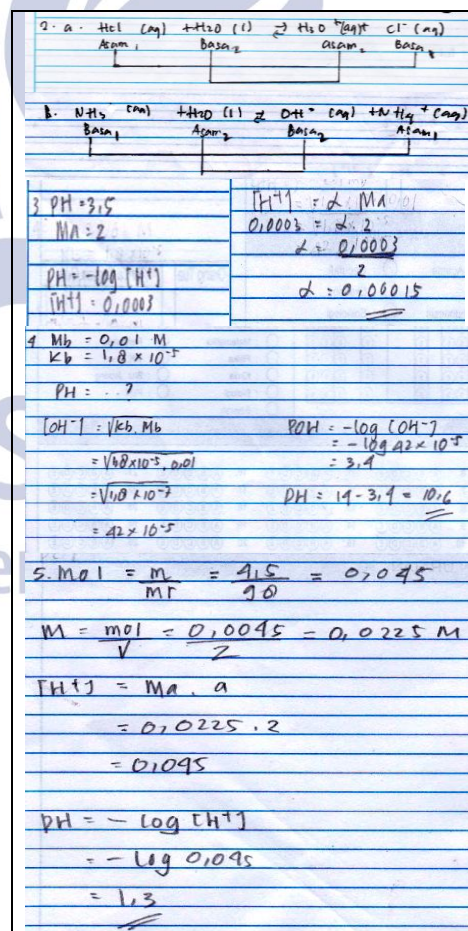 2. a. HCl (aq) + H2O (l) ⇌ H3O+ (aq) + Cl- (aq)
Asam1 Basa2 asam2 Basa1
b. NH3 (aq) + H2O (l) ⇌ OH- (aq) + NH4+ (aq)
Basa1 Asam2 Basa2 Asam1
3 PH = 3,5
Ma = 2
PH = -log [H+]
[H+] = 0,0003
[H+] = α Ma
0,0003 = α . 2
α = 0,0003
2
α = 0,00015
4 Mb = 0,01 M
Kb = 1,8 × 10-5
PH = ..?
[OH-] = √Kb. Mb
= √1,8×10-5 . 0,01
= √1,8 × 10-7
= 42 × 10-5
POH = -log [OH-]
= -log 42 × 10-5
= 3,4
PH = 14 - 3,4 = 10,6
5. Mol = m = 4,5 = 0,045
mr 90
M = mol = 0,0045 = 0,0225 M
V 2
[H+] = Ma . a
= 0,0225 . 2
= 0,045
PH = - log [H+]
= - log 0,045
= 1,3